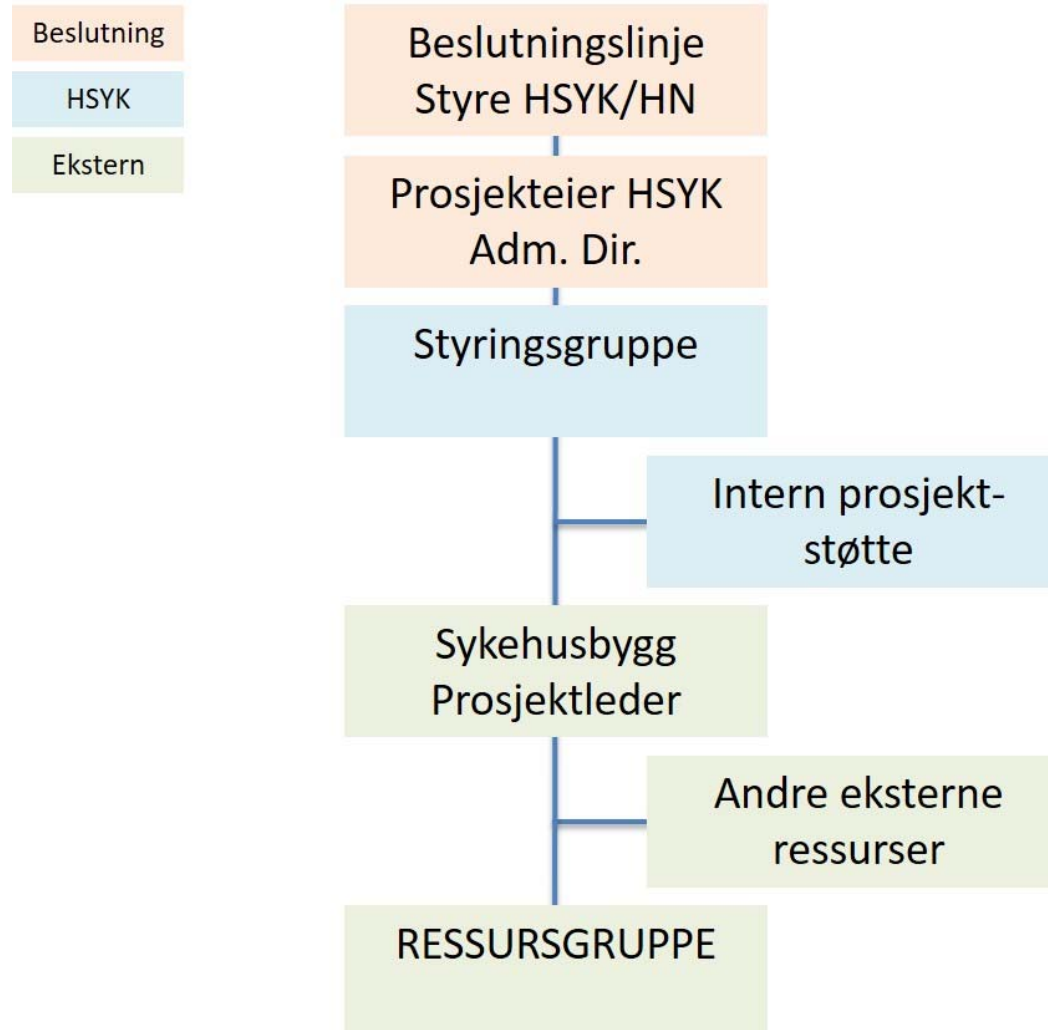 Beslutning
HSYK
Ekstern
Beslutningslinje
Styre HSYK/HN
Prosjekteier HSYK
Adm. Dir.
Styringsgruppe
Intern prosjekt-
støtte
Sykehusbygg
Prosjektleder
Andre eksterne
ressurser
RESSURSGRUPPE